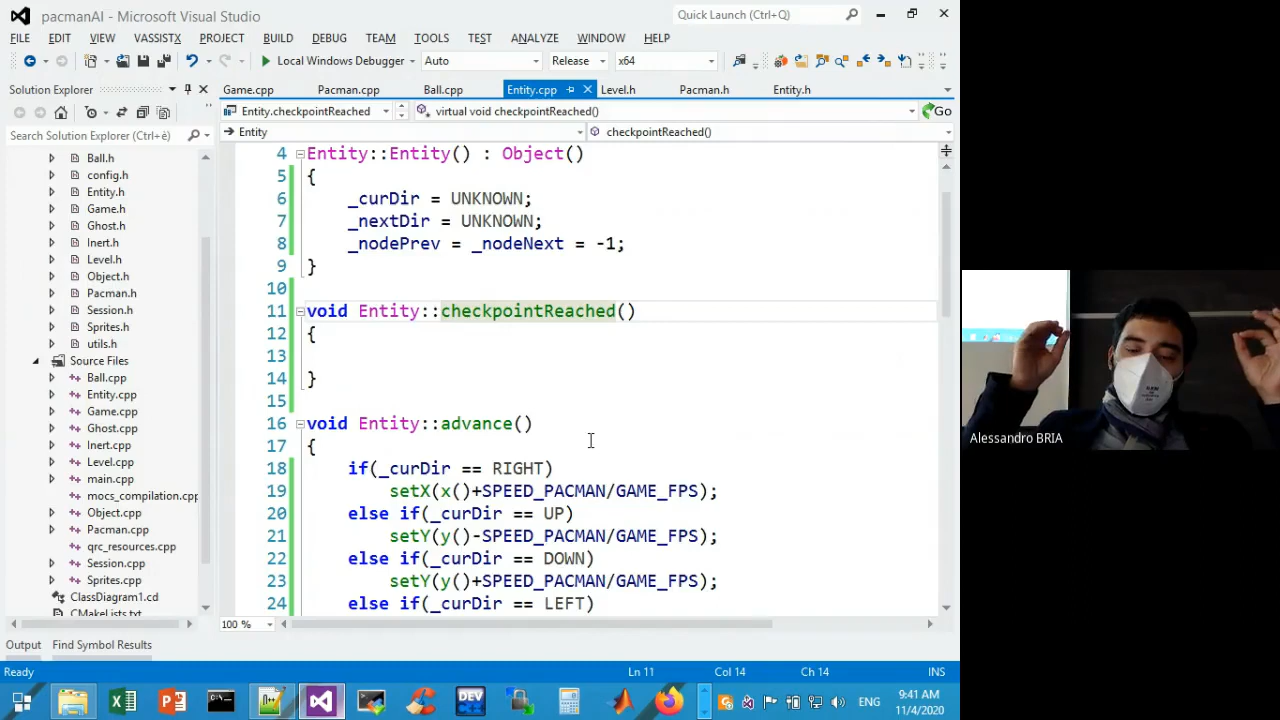 pacmanAI - Microsoft Visual Studio
Quick Launch (Ctrl+Q)
FILE EDIT VIEW VASSISTX PROJECT BUILD DEBUG TEAM TOOLS TEST ANALYZE WINDOW HELP
Local Windows Debugger Auto Release x64
Solution Explorer
Game.cpp Pacman.cpp Ball.cpp Entity.cpp Level.h Pacman.h Entity.h
Entity.checkpointReached virtual void checkpointReached() Go
Search Solution Explorer (Ctrl+è)
Entity checkpointReached()
Ball.h
config.h
Entity.h
Game.h
Ghost.h
Inert.h
Level.h
Object.h
Pacman.h
Session.h
Sprites.h
utils.h
Source Files
Ball.cpp
Entity.cpp
Game.cpp
Ghost.cpp
Inert.cpp
Level.cpp
main.cpp
mocs_compilation.cpp
Object.cpp
Pacman.cpp
qrc_resources.cpp
Session.cpp
Sprites.cpp
ClassDiagram1.cd
CMakeLists.txt
4 Entity::Entity() : Object()
5 {
6 _curDir = UNKNOWN;
7 _nextDir = UNKNOWN;
8 _nodePrev = _nodeNext = -1;
9 }
10
11 void Entity::checkpointReached()
12 {
13
14 }
15
16 void Entity::advance()
17 {
18 if(_curDir == RIGHT)
19 setX(x()+SPEED_PACMAN/GAME_FPS);
20 else if(_curDir == UP)
21 setY(y()-SPEED_PACMAN/GAME_FPS);
22 else if(_curDir == DOWN)
23 setY(y()+SPEED_PACMAN/GAME_FPS);
24 else if(_curDir == LEFT)
100 %
Output Find Symbol Results
Ready Ln 11 Col 14 Ch 14 INS
DEV
ENG
9:41 AM
11/4/2020
Alessandro BRIA